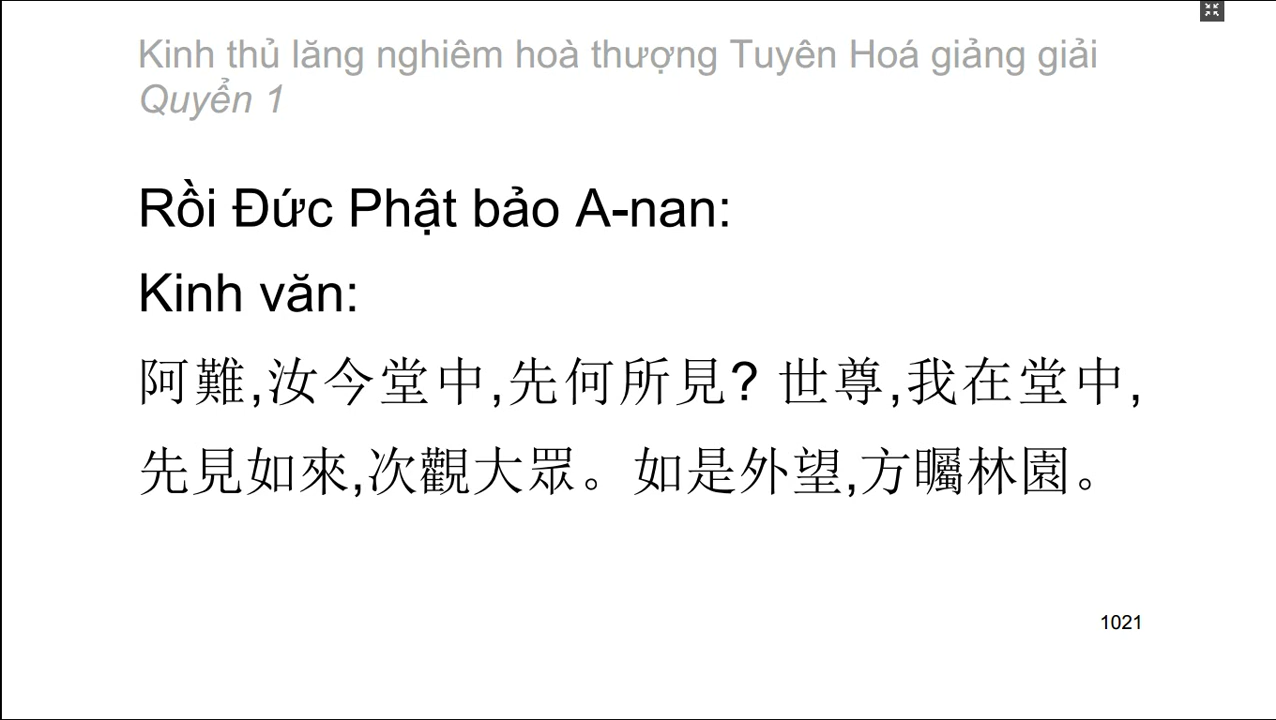 Kinh thủ lăng nghiêm hoà thượng Tuyên Hoá giảng giải
Quyển 1
Rồi Đức Phật bảo A-nan:
Kinh văn:
阿難,汝今堂中,先何所見? 世尊,我在堂中,
先見如來,次觀大眾。如是外望,方矚林園。
1021